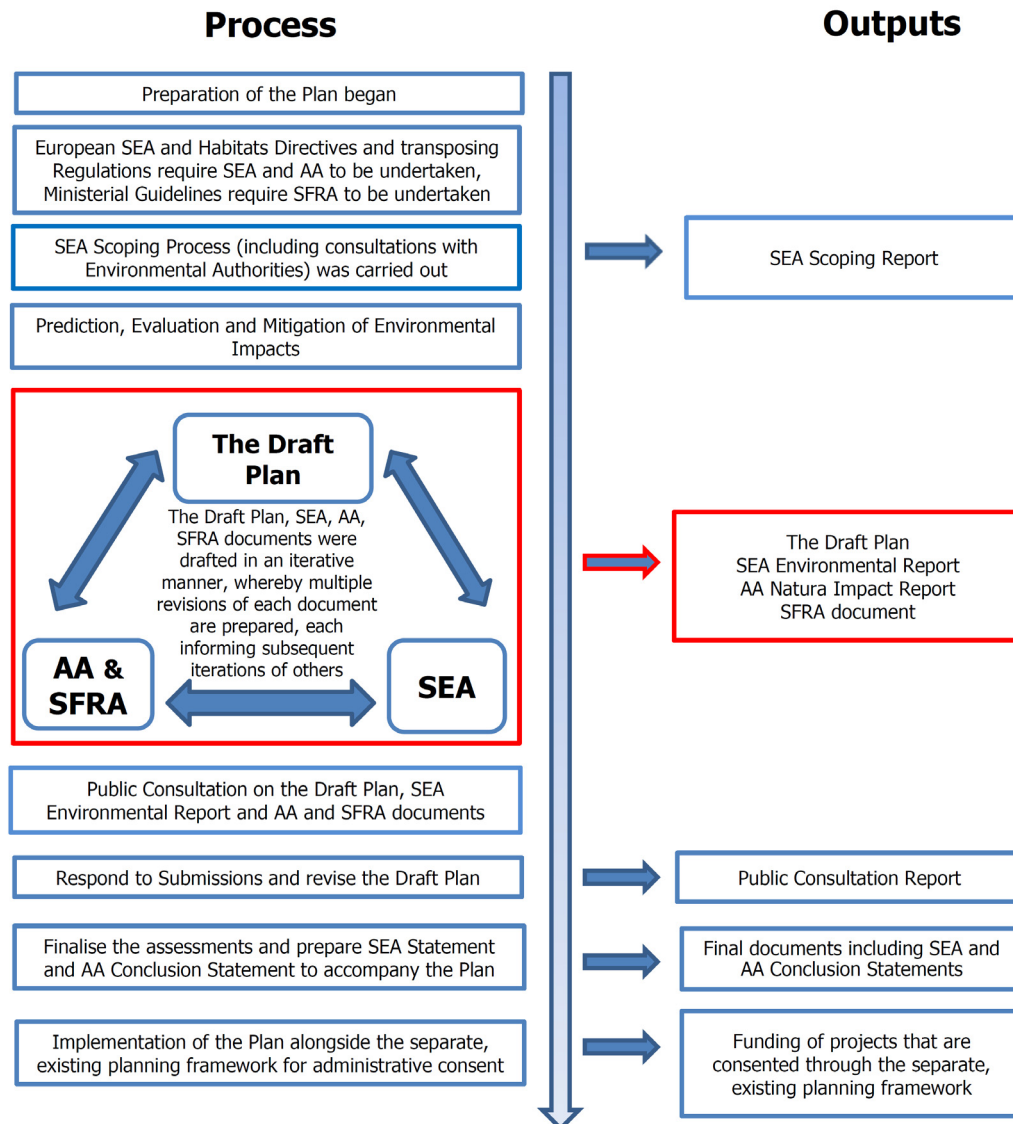 Process
Outputs
Preparation of the Plan began
European SEA and Habitats Directives and transposing
Regulations require SEA and AA to be undertaken,
Ministerial Guidelines require SFRA to be undertaken
SEA Scoping Process (including consultations with
Environmental Authorities) was carried out
SEA Scoping Report
Prediction, Evaluation and Mitigation of Environmental
Impacts
The Draft
Plan
The Draft Plan, SEA, AA,
SFRA documents were
drafted in an iterative
manner, whereby multiple
revisions of each document
are prepared, each
informing subsequent
iterations of others
AA &
SFRA
SEA
The Draft Plan
SEA Environmental Report
AA Natura Impact Report
SFRA document
Public Consultation on the Draft Plan, SEA
Environmental Report and AA and SFRA documents
Respond to Submissions and revise the Draft Plan
Public Consultation Report
Finalise the assessments and prepare SEA Statement
and AA Conclusion Statement to accompany the Plan
Final documents including SEA and
AA Conclusion Statements
Implementation of the Plan alongside the separate,
existing planning framework for administrative consent
Funding of projects that are
consented through the separate,
existing planning framework